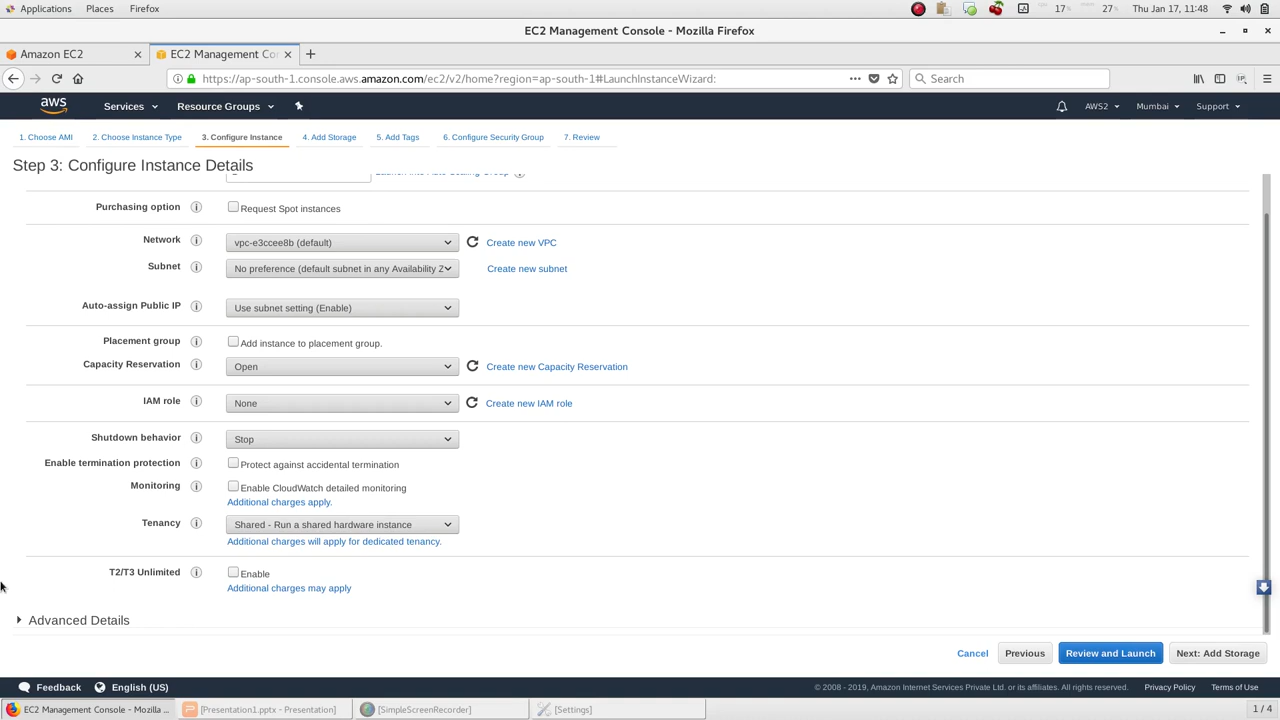 Applications Places Firefox 17% 27% Thu Jan 17, 11:48
EC2 Management Console - Mozilla Firefox
Amazon EC2 EC2 Management Co
https://ap-south-1.console.aws.amazon.com/ec2/v2/home?region=ap-south-1#LaunchInstanceWizard: Search
aws Services Resource Groups AWS2 Mumbai Support
1. Choose AMI 2. Choose Instance Type 3. Configure Instance 4. Add Storage 5. Add Tags 6. Configure Security Group 7. Review
Step 3: Configure Instance Details
Launch into Auto Scaling Group
Purchasing option Request Spot instances
Network vpc-e3ccee8b (default) Create new VPC
Subnet No preference (default subnet in any Availability Z Create new subnet
Auto-assign Public IP Use subnet setting (Enable)
Placement group Add instance to placement group.
Capacity Reservation Open Create new Capacity Reservation
IAM role None Create new IAM role
Shutdown behavior Stop
Enable termination protection Protect against accidental termination
Monitoring Enable CloudWatch detailed monitoring
Additional charges apply.
Tenancy Shared - Run a shared hardware instance
Additional charges will apply for dedicated tenancy.
T2/T3 Unlimited Enable
Additional charges may apply
Advanced Details
Cancel Previous Review and Launch Next: Add Storage
Feedback English (US) © 2008 - 2019, Amazon Internet Services Private Ltd. or its affiliates. All rights reserved. Privacy Policy Terms of Use
EC2 Management Console - Mozilla ... [Presentation1.pptx - Presentation] [SimpleScreenRecorder] [Settings] 1 / 4